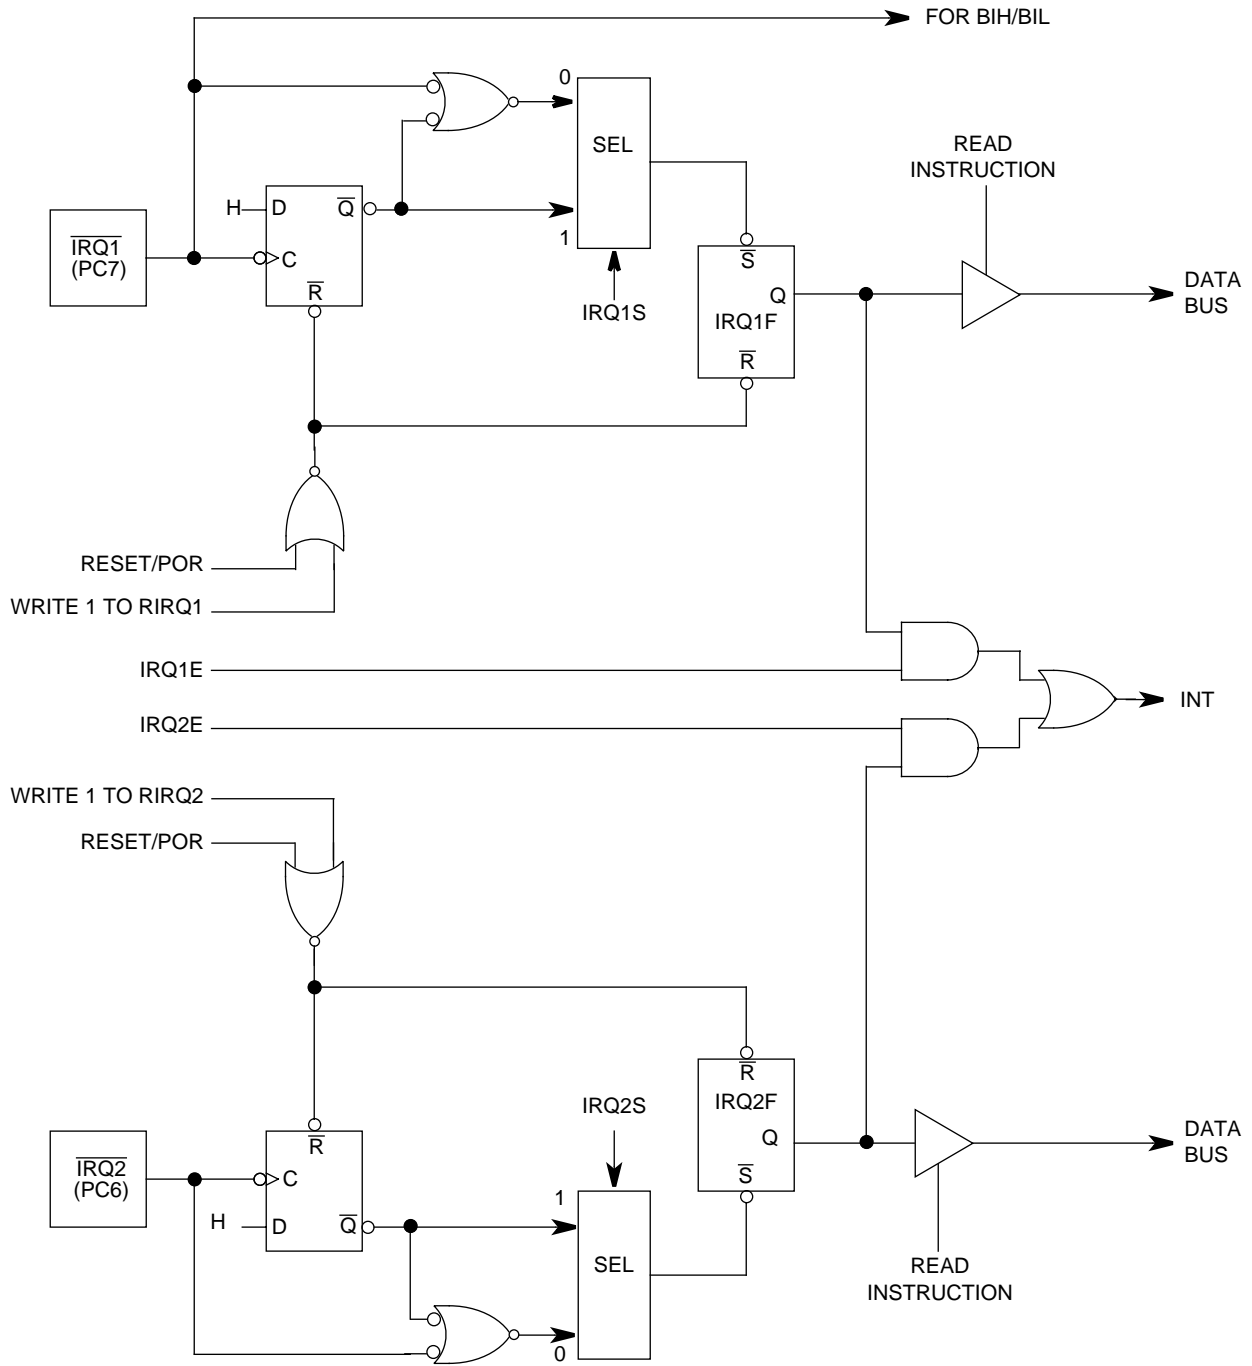 FOR BIH/BIL
0
SEL
READ
INSTRUCTION
H
D
Q̅
1
I̅R̅Q̅1̅
(PC7)
C
R̅
S̅
IRQ1S
Q
IRQ1F
R̅
DATA
BUS
RESET/POR
WRITE 1 TO RIRQ1
IRQ1E
IRQ2E
INT
WRITE 1 TO RIRQ2
RESET/POR
R̅
IRQ2F
IRQ2S
Q
S̅
DATA
BUS
R̅
I̅R̅Q̅2̅
(PC6)
C
H
D
Q̅
1
SEL
0
READ
INSTRUCTION